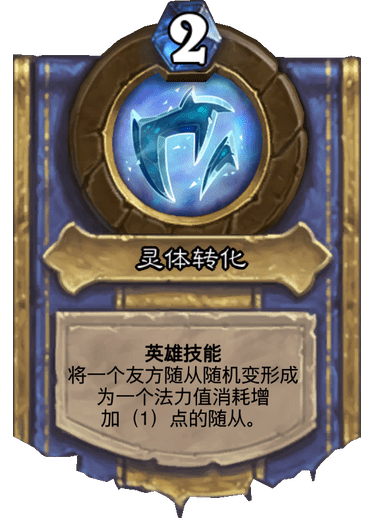 2
灵体转化
英雄技能
将一个友方随从随机变形成
为一个法力值消耗增
加（1）点的随从。